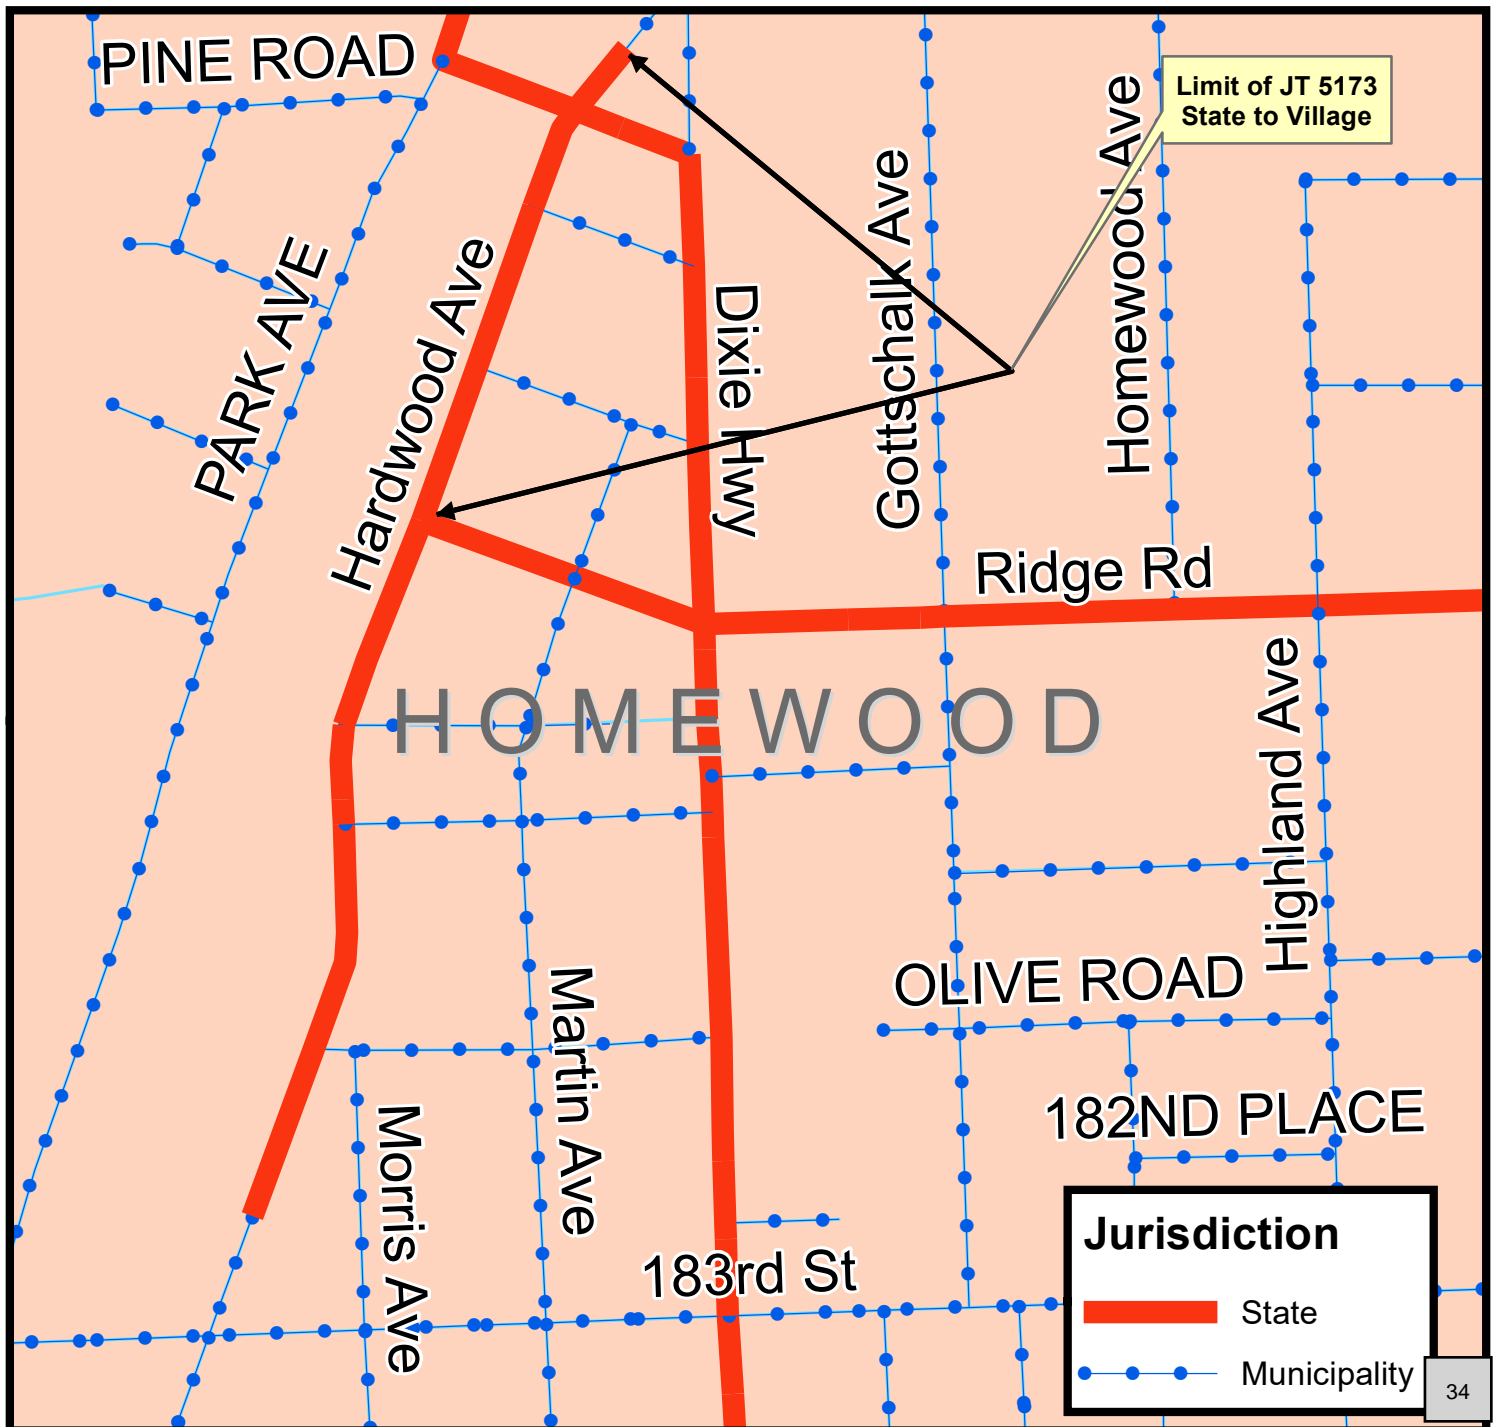 PINE ROAD
Limit of JT 5173
State to Village
Homewood Ave
Gottschalk Ave
PARK AVE
Hardwood Ave
Dixie Hwy
Ridge Rd
HOMEWOOD
Highland Ave
OLIVE ROAD
Martin Ave
182ND PLACE
Morris Ave
183rd St
Jurisdiction
State
Municipality
34